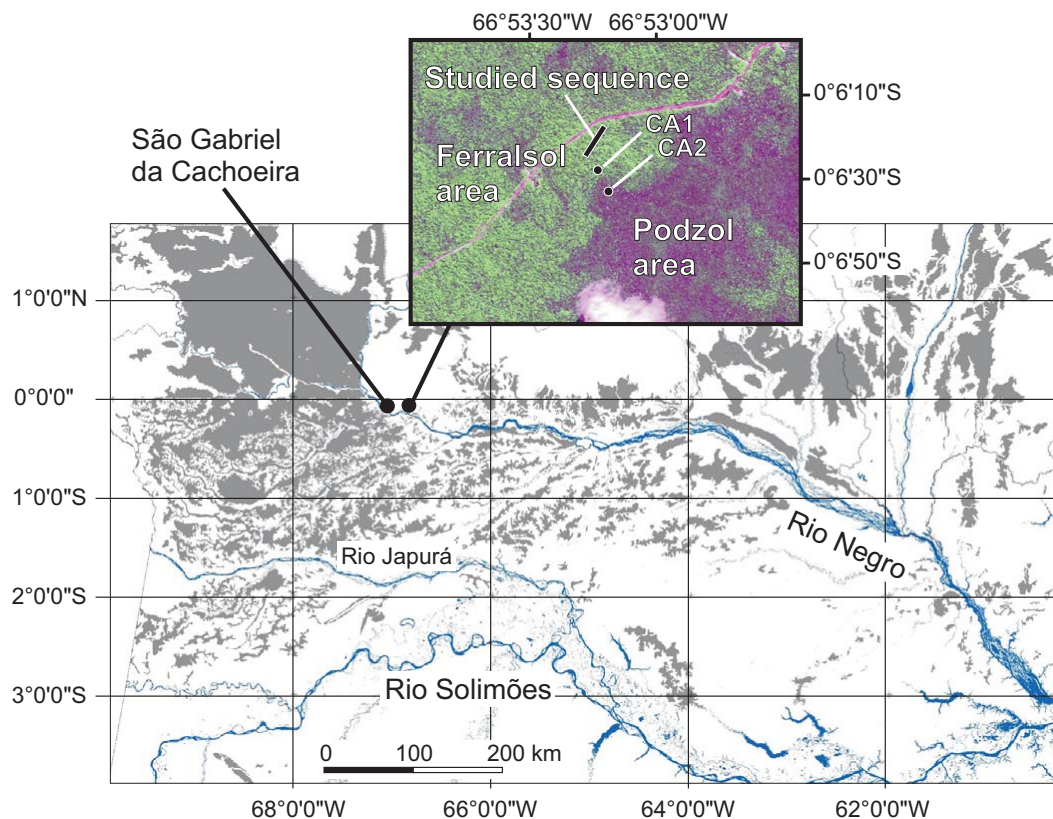 66°53'30"W 66°53'00"W
Studied sequence
0°6'10"S
CA1
CA2
São Gabriel
da Cachoeira
Ferralsol
area
0°6'30"S
Podzol
area
0°6'50"S
1°0'0"N
0°0'0"
1°0'0"S
Rio Negro
Rio Japurá
2°0'0"S
Rio Solimões
3°0'0"S
0 100 200 km
68°0'0"W 66°0'0"W 64°0'0"W 62°0'0"W